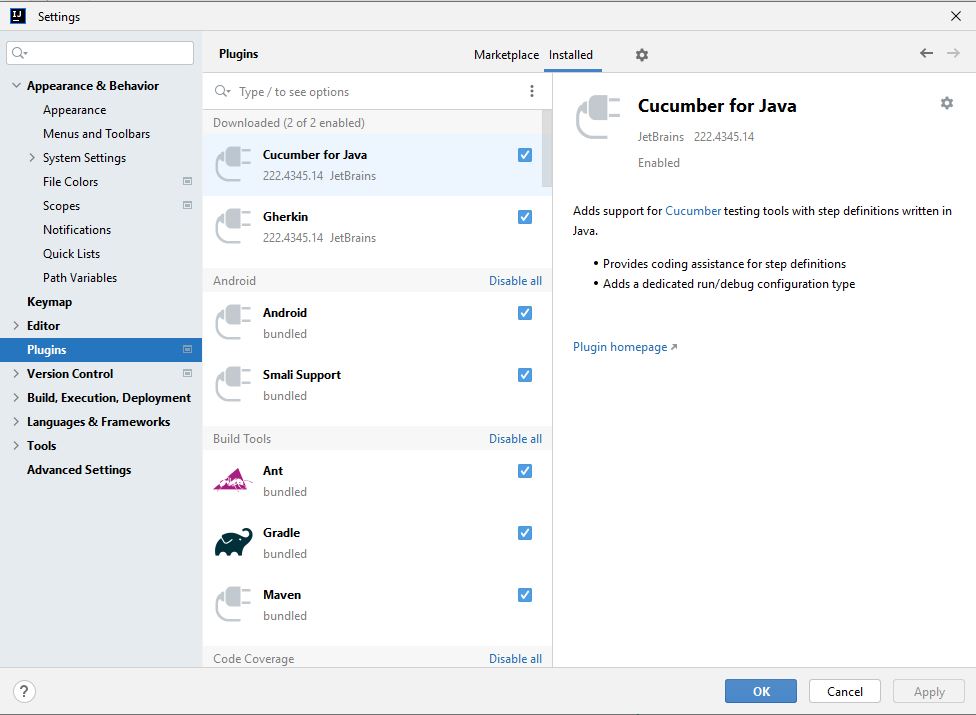 Settings
Appearance & Behavior
Appearance
Menus and Toolbars
System Settings
File Colors
Scopes
Notifications
Quick Lists
Path Variables
Keymap
Editor
Plugins
Version Control
Build, Execution, Deployment
Languages & Frameworks
Tools
Advanced Settings
Plugins
Marketplace
Installed
Type / to see options
Downloaded (2 of 2 enabled)
Cucumber for Java
222.4345.14 JetBrains
Gherkin
222.4345.14 JetBrains
Android Disable all
Android
bundled
Smali Support
bundled
Build Tools Disable all
Ant
bundled
Gradle
bundled
Maven
bundled
Code Coverage Disable all
Cucumber for Java
JetBrains 222.4345.14
Enabled
Adds support for Cucumber testing tools with step definitions written in
Java.
• Provides coding assistance for step definitions
• Adds a dedicated run/debug configuration type
Plugin homepage ↗
?
OK
Cancel
Apply